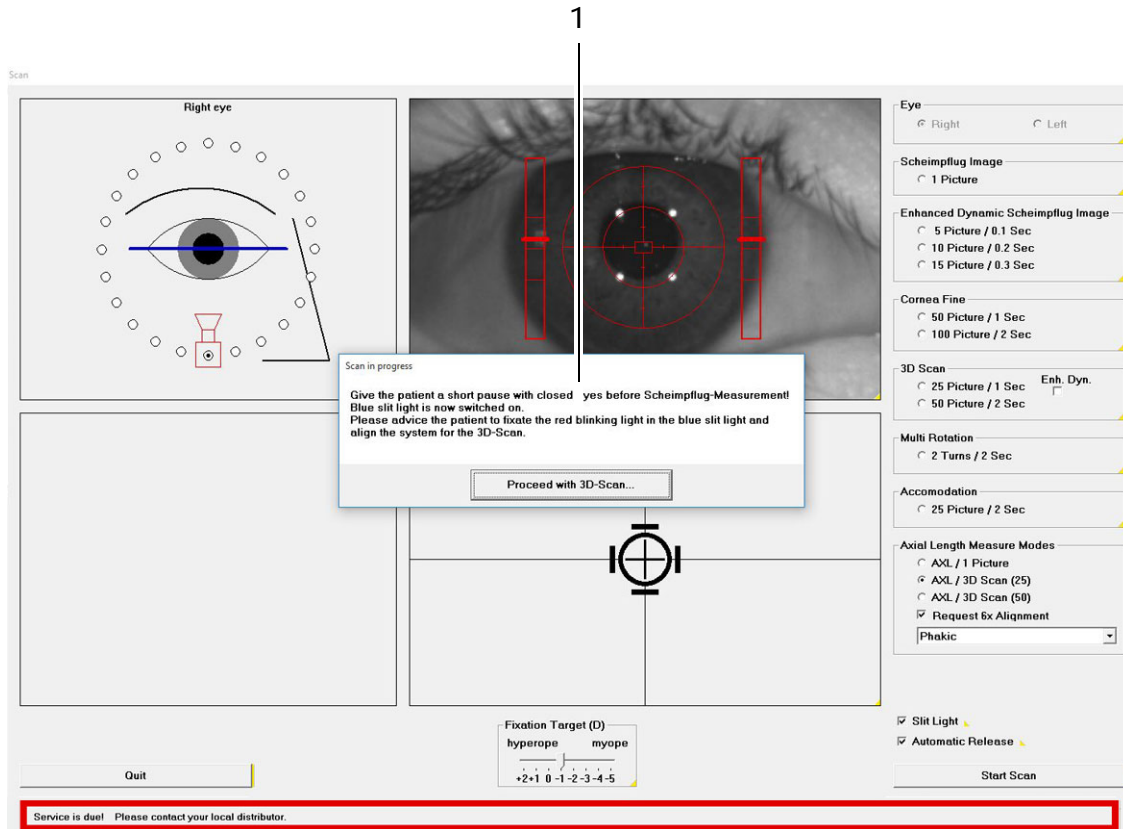 1
Scan
Right eye
Eye
Right Left
Scheimpflug Image
1 Picture
Enhanced Dynamic Scheimpflug Image
5 Picture / 0.1 Sec
10 Picture / 0.2 Sec
15 Picture / 0.3 Sec
Cornea Fine
50 Picture / 1 Sec
100 Picture / 2 Sec
3D Scan
25 Picture / 1 Sec Enh. Dyn.
50 Picture / 2 Sec
Multi Rotation
2 Turns / 2 Sec
Accomodation
25 Picture / 2 Sec
Axial Length Measure Modes
AXL / 1 Picture
AXL / 3D Scan (25)
AXL / 3D Scan (50)
Request 6x Alignment
Phakic
Scan in progress
Give the patient a short pause with closed yes before Scheimpflug-Measurement!
Blue slit light is now switched on.
Please advice the patient to fixate the red blinking light in the blue slit light and
align the system for the 3D-Scan.
Proceed with 3D-Scan...
Fixation Target (D)
hyperope myope
+2+1 0 -1 -2 -3 -4 -5
Slit Light
Automatic Release
Quit
Start Scan
Service is due! Please contact your local distributor.